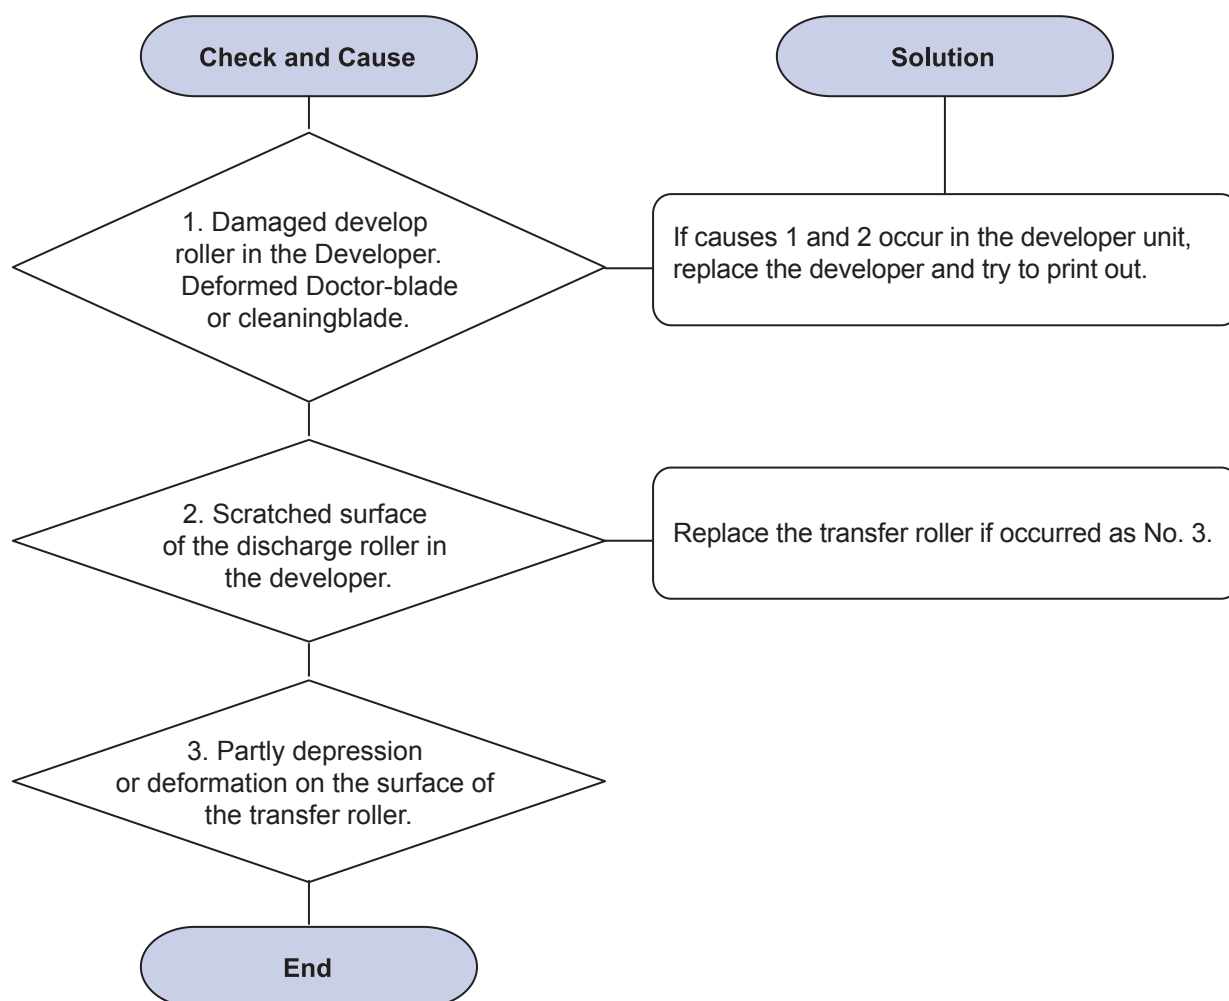 Check and Cause
Solution
1. Damaged develop
roller in the Developer.
Deformed Doctor-blade
or cleaningblade.
If causes 1 and 2 occur in the developer unit,
replace the developer and try to print out.
2. Scratched surface
of the discharge roller in
the developer.
Replace the transfer roller if occurred as No. 3.
3. Partly depression
or deformation on the surface of
the transfer roller.
End